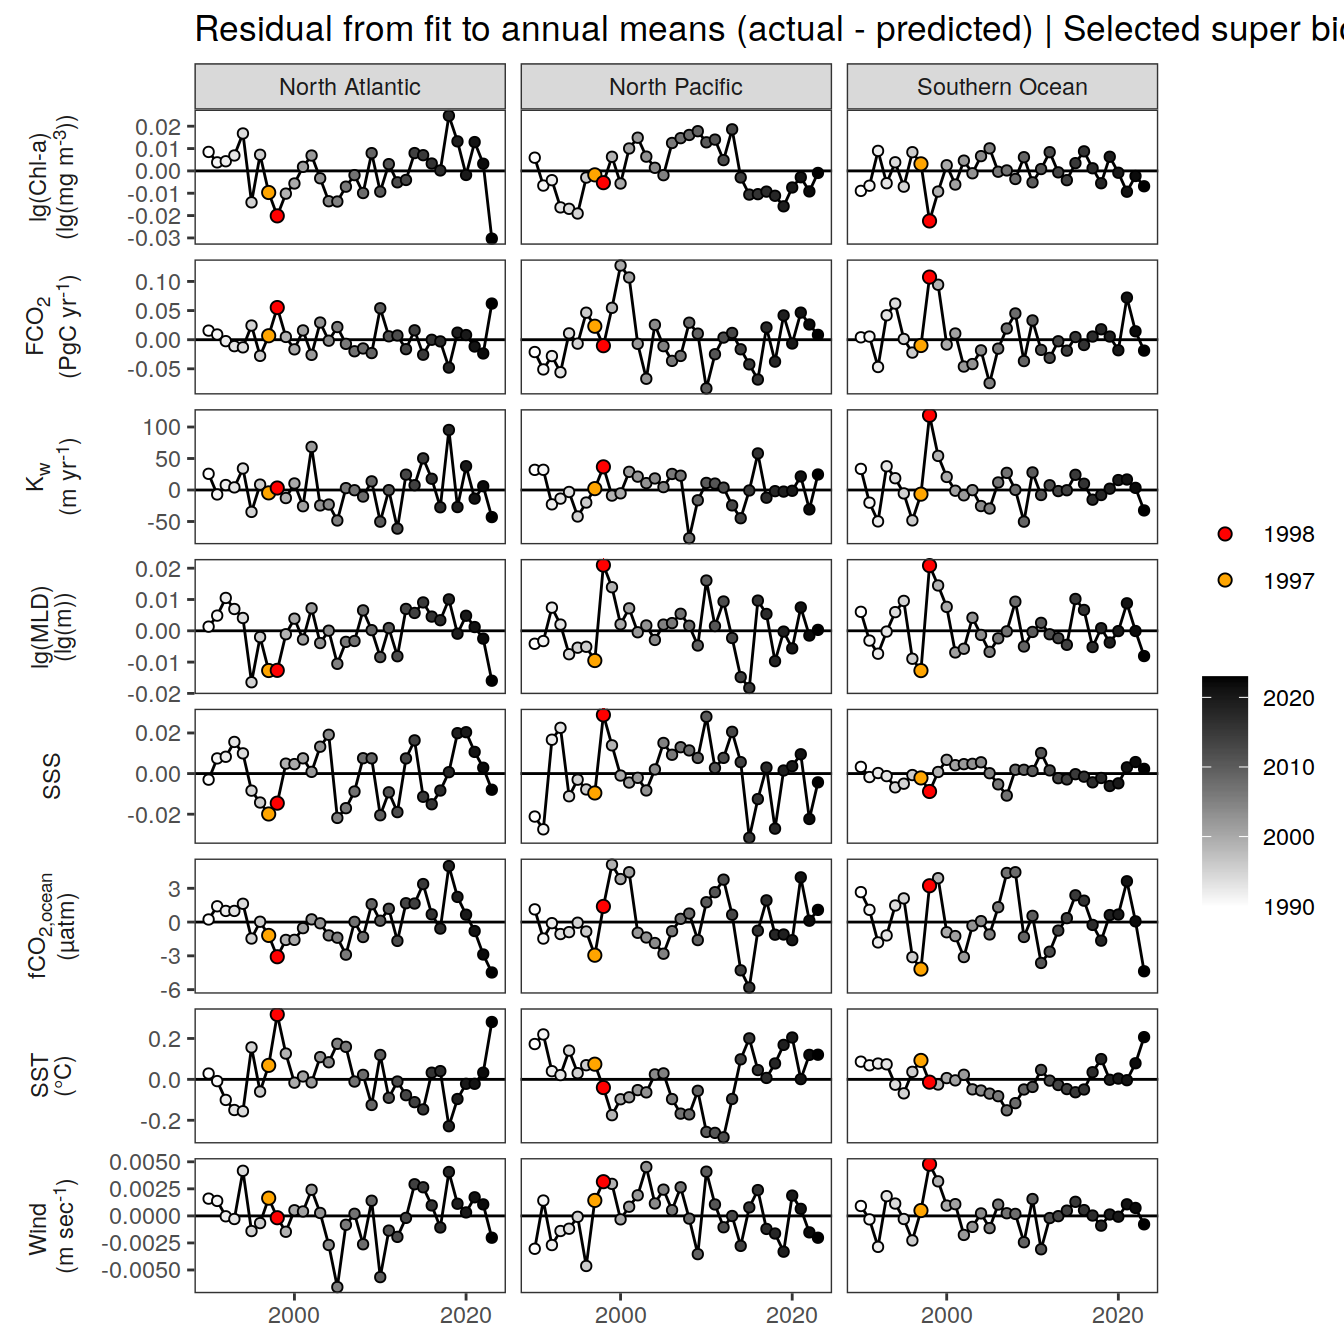 Residual from fit to annual means (actual - predicted) | Selected super bio
North Atlantic North Pacific Southern Ocean
lg(Chl-a)
(lg(mg m⁻³))
0.02
0.01
0.00
-0.01
-0.02
-0.03
FCO₂
(PgC yr⁻¹)
0.10
0.05
0.00
-0.05
Kw
(m yr⁻¹)
100
50
0
-50
lg(MLD)
(lg(m))
0.02
0.01
0.00
-0.01
-0.02
SSS
0.02
0.00
-0.02
fCO2,ocean
(µatm)
3
0
-3
-6
SST
(°C)
0.2
0.0
-0.2
Wind
(m sec⁻¹)
0.0050
0.0025
0.0000
-0.0025
-0.0050
2000 2020 2000 2020 2000 2020
1998
1997
2020
2010
2000
1990